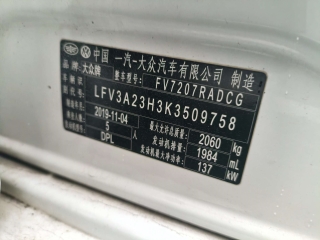 中国 一汽-大众汽车有限公司 制造
品牌 大众牌 整车型号 FV7207RADCG
LFV3A23H3K3509758
2019-11-04 最大允许总质量 2060 kg
5 发动机排量 1984 mL
DPL 发动机最大净功率 137 kW